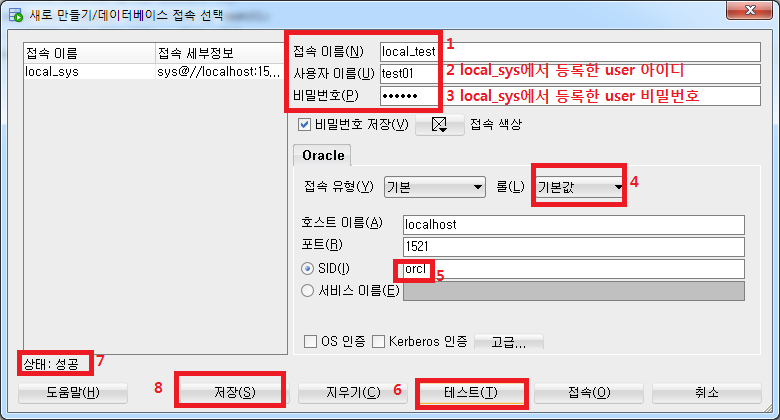 새로 만들기/데이터베이스 접속 선택
접속 이름 접속 세부정보
local_sys sys@//localhost:15...
접속 이름(N) local_test 1
사용자 이름(U) test01 2 local_sys에서 등록한 user 아이디
비밀번호(P) •••••• 3 local_sys에서 등록한 user 비밀번호
비밀번호 저장(V) 접속 색상
Oracle
접속 유형(Y) 기본 롤(L) 기본값 4
호스트 이름(A) localhost
포트(R) 1521
SID(I) orcl 5
서비스 이름(E)
OS 인증 Kerberos 인증 고급...
상태: 성공 7
도움말(H) 8 저장(S) 지우기(C) 6 테스트(T) 접속(O) 취소